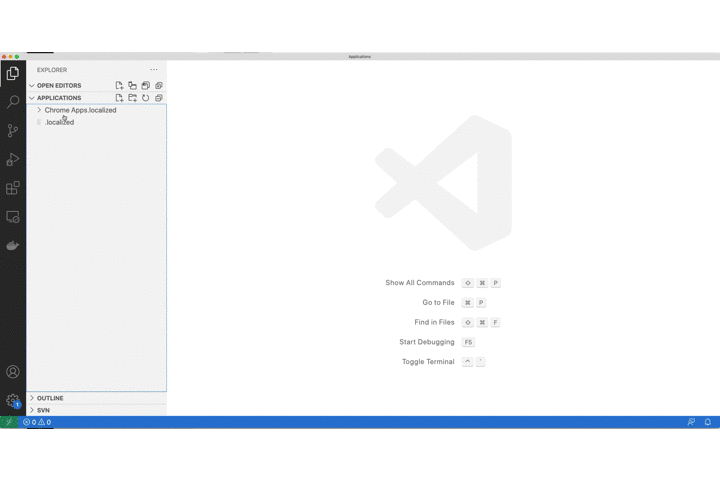 Applications
EXPLORER
OPEN EDITORS
APPLICATIONS
Chrome Apps.localized
.localized
Show All Commands ⇧ ⌘ P
Go to File ⌘ P
Find in Files ⇧ ⌘ F
Start Debugging F5
Toggle Terminal ^ `
OUTLINE
SVN
1
0 0